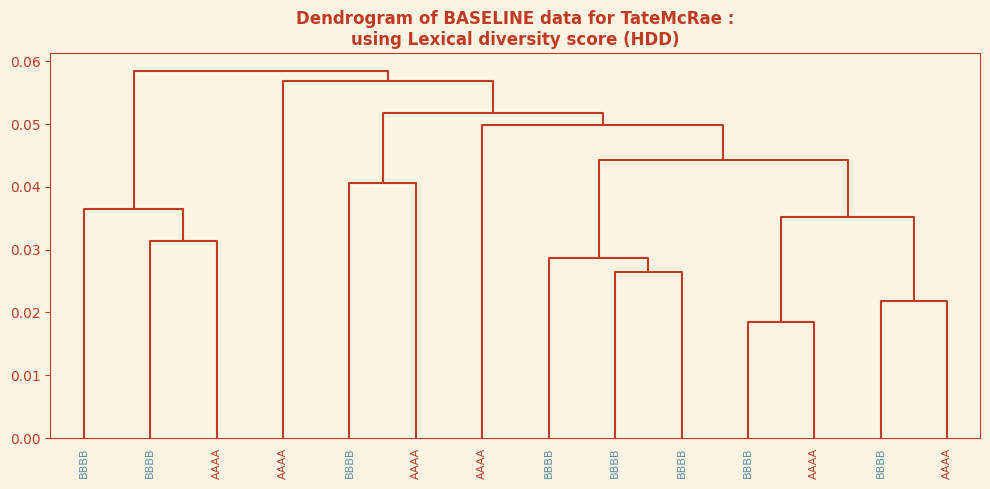 Dendrogram of BASELINE data for TateMcRae :
using Lexical diversity score (HDD)
0.06
0.05
0.04
0.03
0.02
0.01
0.00
BBBB
BBBB
AAAA
AAAA
BBBB
AAAA
AAAA
BBBB
BBBB
BBBB
BBBB
AAAA
BBBB
AAAA